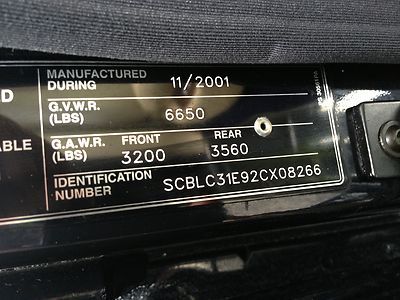 MANUFACTURED
DURING 11/2001
G.V.W.R.
(LBS) 6650
ABLE
G.A.W.R. FRONT REAR
(LBS) 3200 3560
IDENTIFICATION
NUMBER SCBLC31E92CX08266